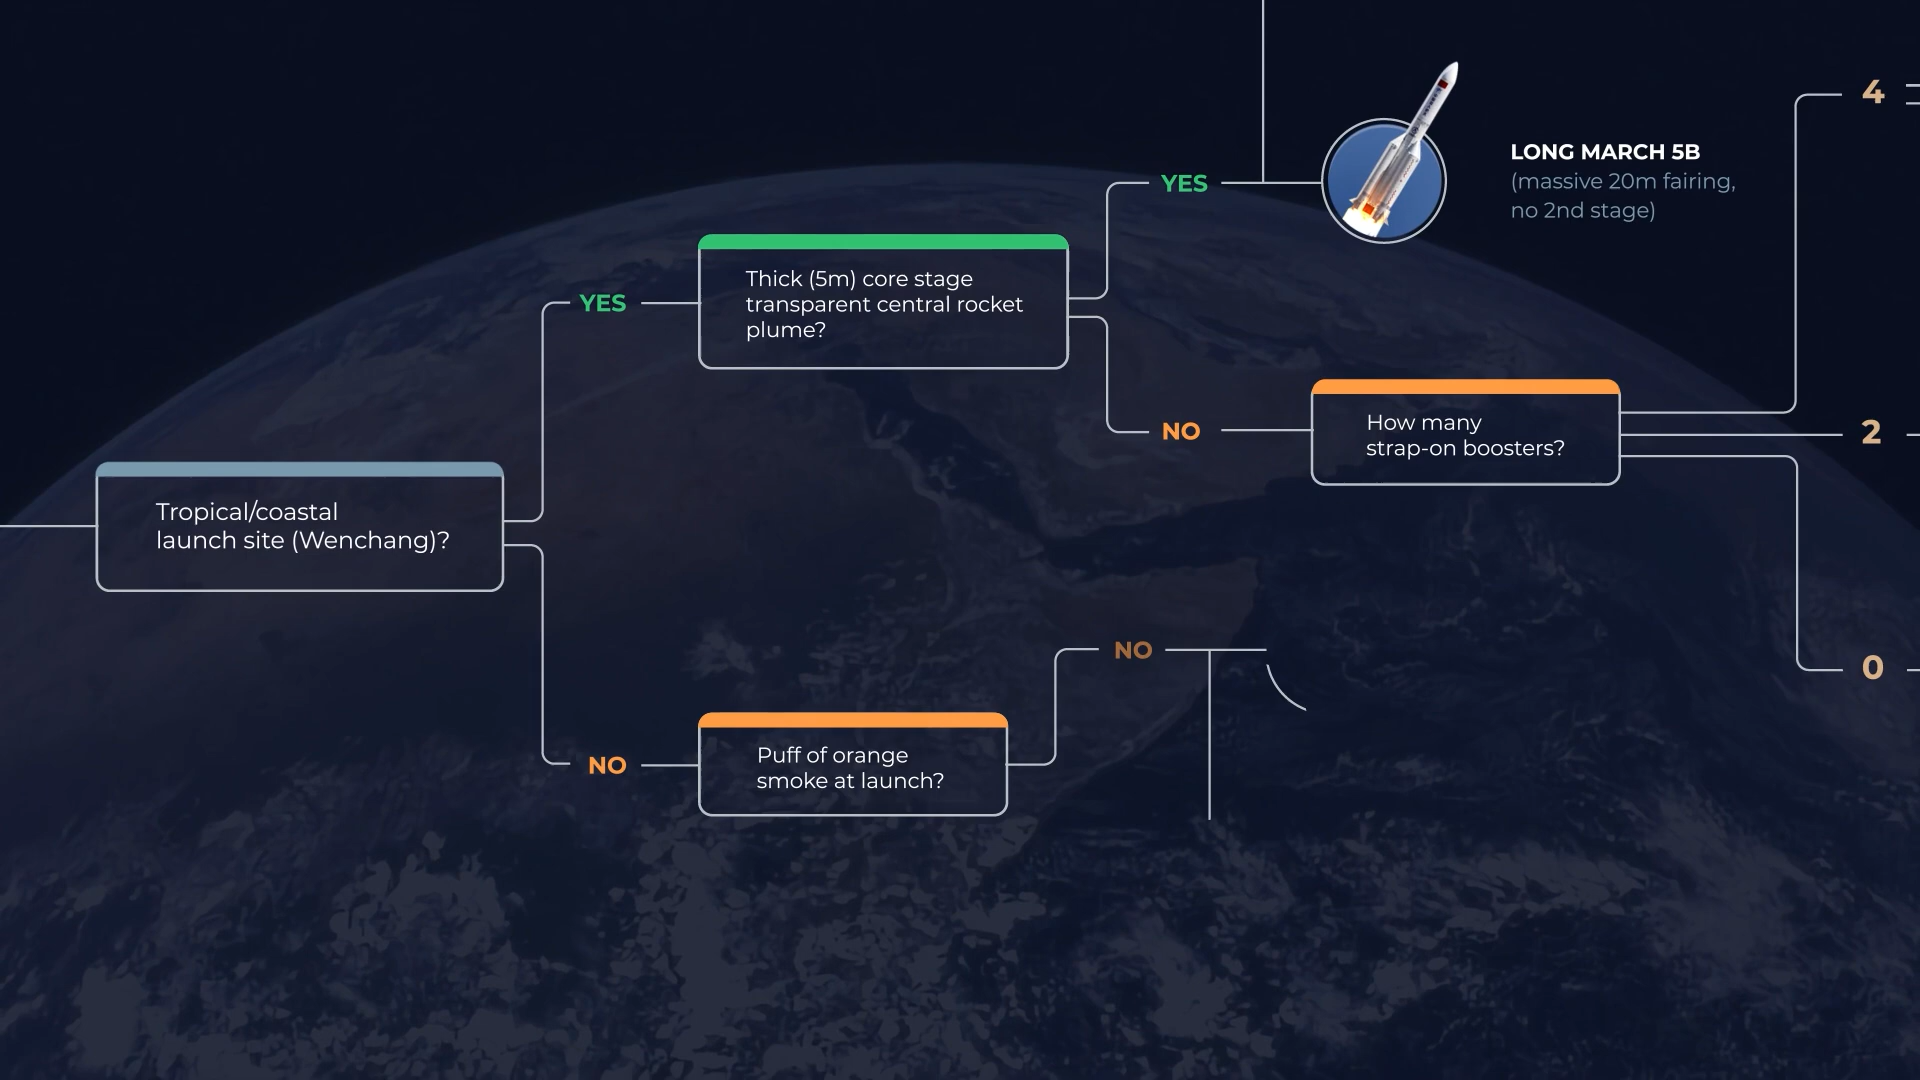 4
LONG MARCH 5B
(massive 20m fairing,
no 2nd stage)
YES
Thick (5m) core stage
transparent central rocket
plume?
YES
NO
How many
strap-on boosters?
2
Tropical/coastal
launch site (Wenchang)?
NO
0
NO
Puff of orange
smoke at launch?